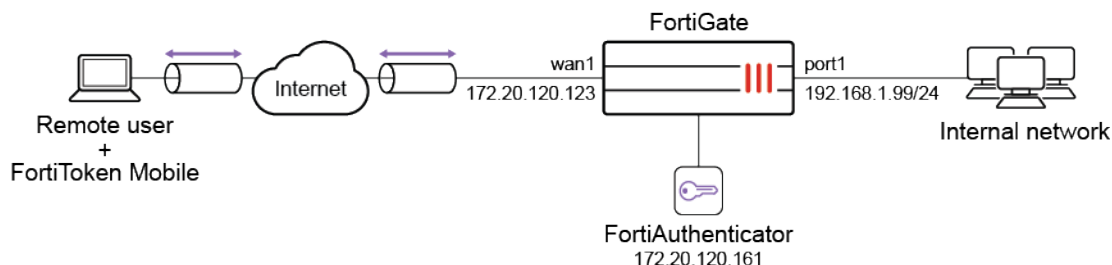 FortiGate
wan1
port1
Internet
172.20.120.123
192.168.1.99/24
Remote user
+
FortiToken Mobile
Internal network
FortiAuthenticator
172.20.120.161